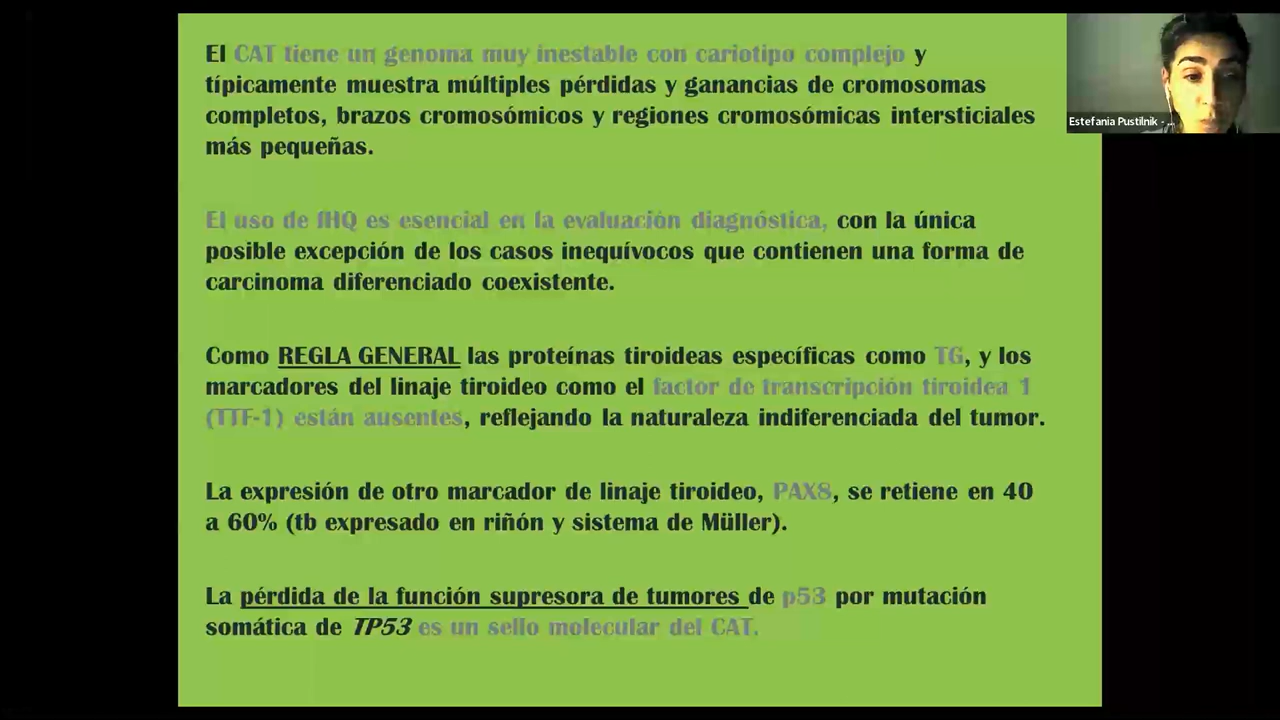 El CAT tiene un genoma muy inestable con cariotipo complejo y
típicamente muestra múltiples pérdidas y ganancias de cromosomas
completos, brazos cromosómicos y regiones cromosómicas intersticiales
más pequeñas.
El uso de IHQ es esencial en la evaluación diagnóstica, con la única
posible excepción de los casos inequívocos que contienen una forma de
carcinoma diferenciado coexistente.
Como REGLA GENERAL las proteínas tiroideas específicas como TG, y los
marcadores del linaje tiroideo como el factor de transcripción tiroidea 1
(TTF-1) están ausentes, reflejando la naturaleza indiferenciada del tumor.
La expresión de otro marcador de linaje tiroideo, PAX8, se retiene en 40
a 60% (tb expresado en riñón y sistema de Müller).
La pérdida de la función supresora de tumores de p53 por mutación
somática de TP53 es un sello molecular del CAT.
Estefania Pustilnik - ...